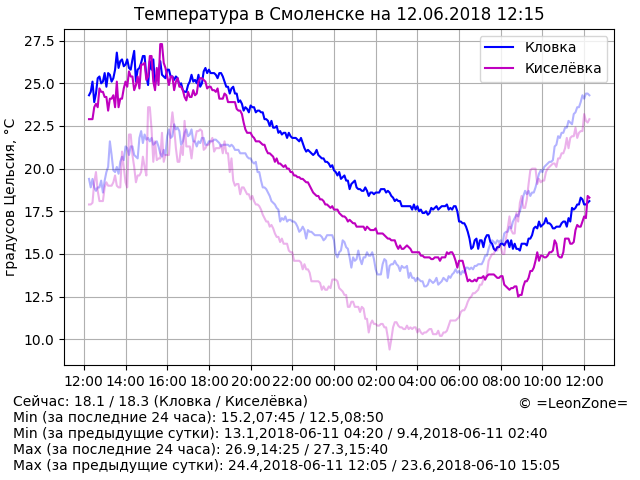 Температура в Смоленске на 12.06.2018 12:15
27.5
25.0
22.5
20.0
17.5
15.0
12.5
10.0
градусов Цельсия, °C
Кловка
Киселёвка
12:00 14:00 16:00 18:00 20:00 22:00 00:00 02:00 04:00 06:00 08:00 10:00 12:00
Сейчас: 18.1 / 18.3 (Кловка / Киселёвка)
© =LeonZone=
Min (за последние 24 часа): 15.2,07:45 / 12.5,08:50
Min (за предыдущие сутки): 13.1,2018-06-11 04:20 / 9.4,2018-06-11 02:40
Max (за последние 24 часа): 26.9,14:25 / 27.3,15:40
Max (за предыдущие сутки): 24.4,2018-06-11 12:05 / 23.6,2018-06-10 15:05